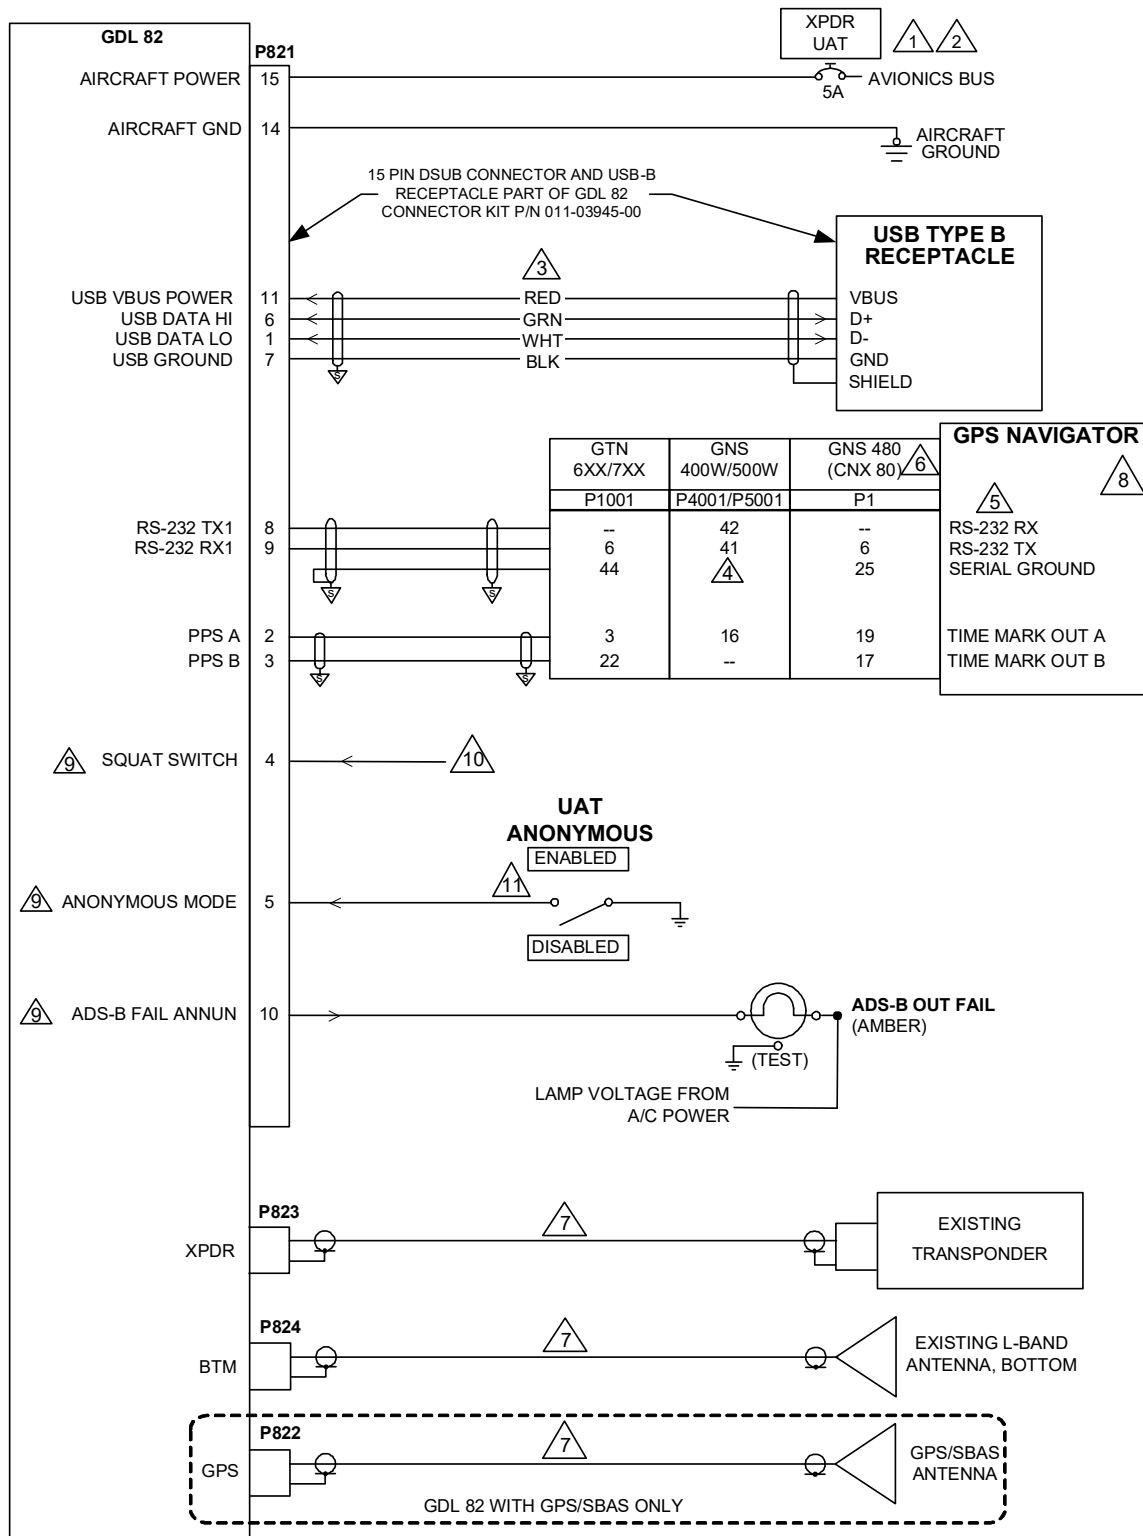 GDL 82
P821
XPDR
UAT
1
2
AIRCRAFT POWER 15
5A
AVIONICS BUS
AIRCRAFT GND 14
AIRCRAFT
GROUND
15 PIN DSUB CONNECTOR AND USB-B
RECEPTACLE PART OF GDL 82
CONNECTOR KIT P/N 011-03945-00
USB TYPE B
RECEPTACLE
3
USB VBUS POWER 11 RED VBUS
USB DATA HI 6 GRN D+
USB DATA LO 1 WHT D-
USB GROUND 7 BLK GND
S
SHIELD
GPS NAVIGATOR
8
GTN
6XX/7XX
GNS
400W/500W
GNS 480
(CNX 80)
6
P1001 P4001/P5001 P1
5
RS-232 TX1 8 -- 42 -- RS-232 RX
RS-232 RX1 9 6 41 6 RS-232 TX
44 4 25 SERIAL GROUND
S S
PPS A 2 3 16 19 TIME MARK OUT A
PPS B 3 22 -- 17 TIME MARK OUT B
S S
9 SQUAT SWITCH 4 10
UAT
ANONYMOUS
ENABLED
11
9 ANONYMOUS MODE 5
DISABLED
9 ADS-B FAIL ANNUN 10
ADS-B OUT FAIL
(AMBER)
(TEST)
LAMP VOLTAGE FROM
A/C POWER
P823
XPDR
7
EXISTING
TRANSPONDER
P824
BTM
7
EXISTING L-BAND
ANTENNA, BOTTOM
P822
GPS
7
GPS/SBAS
ANTENNA
GDL 82 WITH GPS/SBAS ONLY